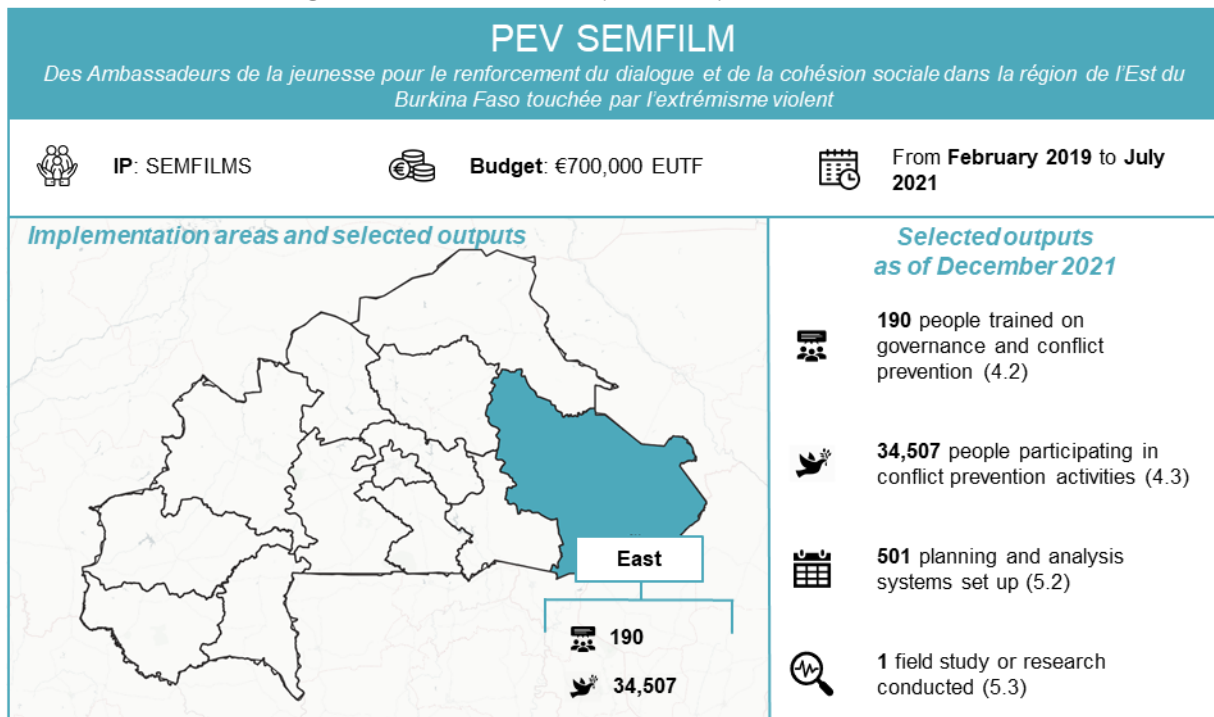 PEV SEMFILM
Des Ambassadeurs de la jeunesse pour le renforcement du dialogue et de la cohésion sociale dans la région de l'Est du
Burkina Faso touchée par l'extrémisme violent
IP: SEMFILMS
Budget: €700,000 EUTF
From February 2019 to July
2021
Implementation areas and selected outputs
East
190
34,507
Selected outputs
as of December 2021
190 people trained on
governance and conflict
prevention (4.2)
34,507 people participating in
conflict prevention activities (4.3)
501 planning and analysis
systems set up (5.2)
1 field study or research
conducted (5.3)